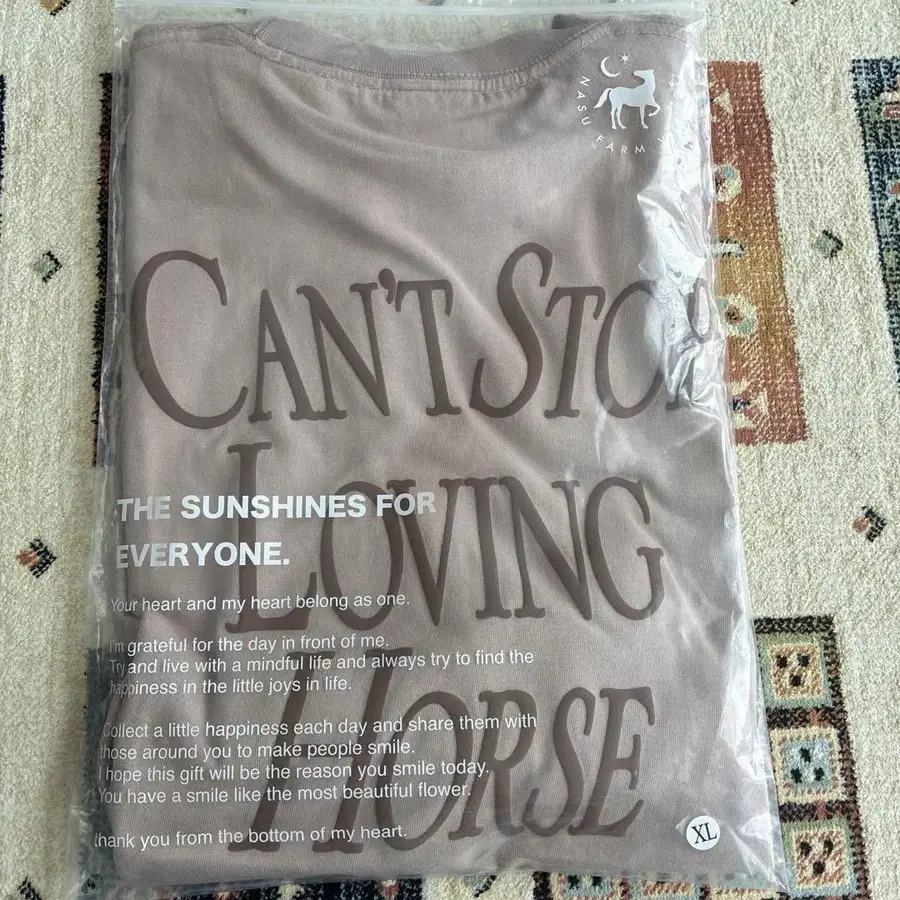 NASU FARM
CAN'T STOP
LOVING
HORSE
THE SUNSHINES FOR
EVERYONE.
Your heart and my heart belong as one.
I'm grateful for the day in front of me.
Try and live with a mindful life and always try to find the
happiness in the little joys in life.
Collect a little happiness each day and share them with
those around you to make people smile.
I hope this gift will be the reason you smile today.
You have a smile like the most beautiful flower.
thank you from the bottom of my heart.
XL